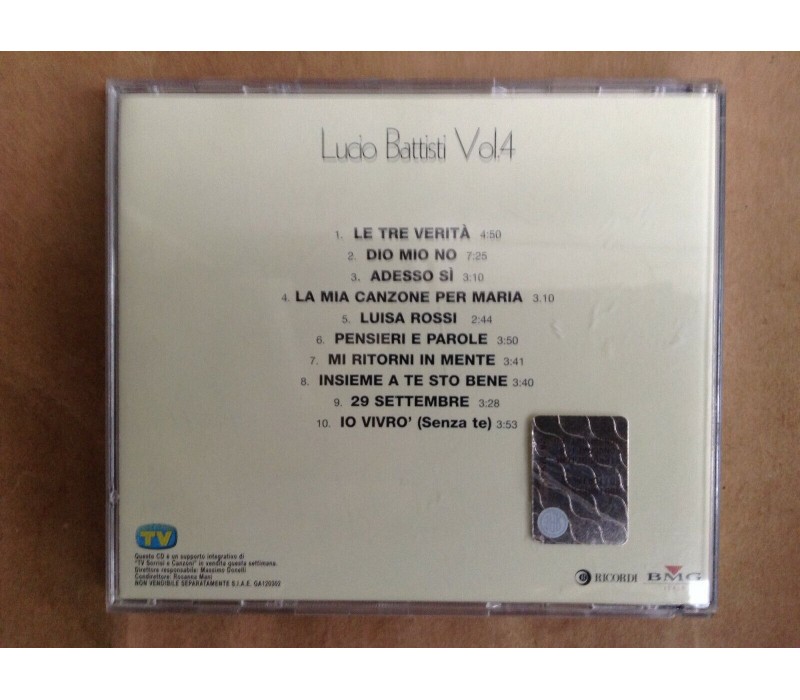 Lucio Battisti Vol.4
1. LE TRE VERITÀ 4:50
2. DIO MIO NO 7:25
3. ADESSO SÌ 3:10
4. LA MIA CANZONE PER MARIA 3.10
5. LUISA ROSSI 2:44
6. PENSIERI E PAROLE 3:50
7. MI RITORNI IN MENTE 3:41
8. INSIEME A TE STO BENE 3:40
9. 29 SETTEMBRE 3:28
10. IO VIVRO' (Senza te) 3:53
TV
Questo CD è un supporto integrativo di
"TV Sorrisi e Canzoni" in vendita questa settimana.
Direttore responsabile: Massimo Donelli
Condirettore: Rosanna Mani
NON VENDIBILE SEPARATAMENTE S.I.A.E. GA120302
RICORDI BMG